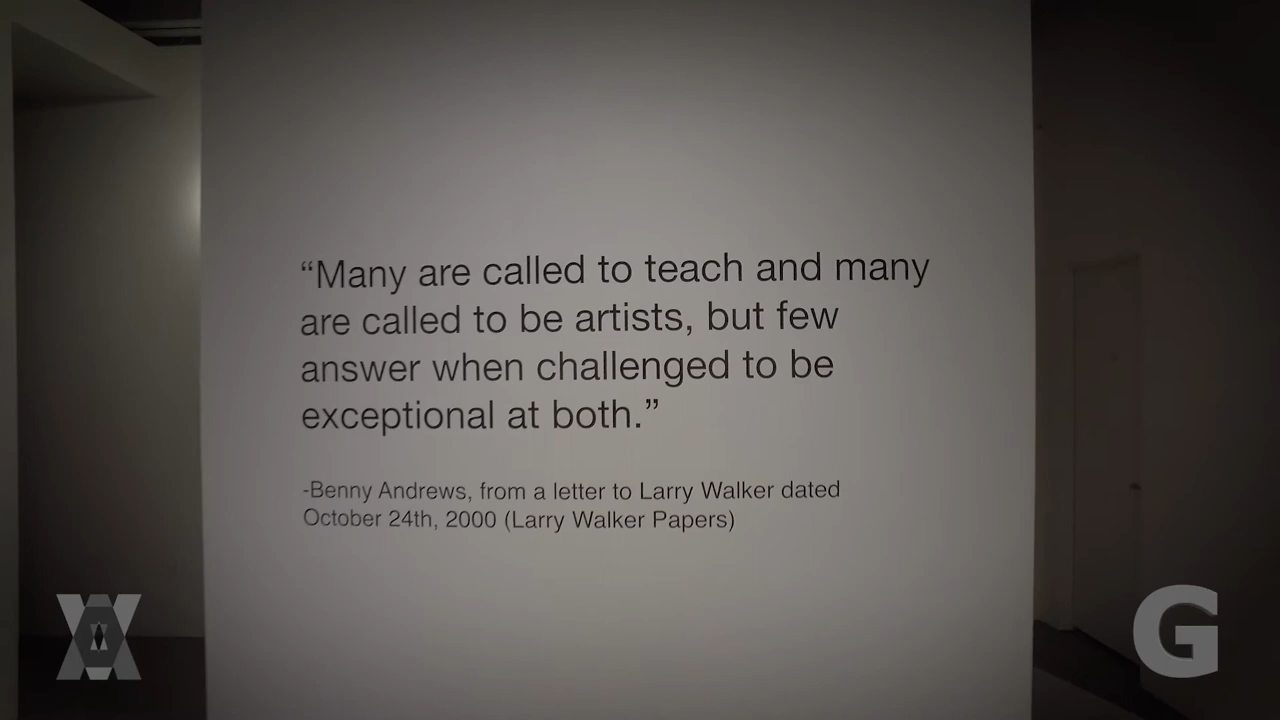 “Many are called to teach and many
are called to be artists, but few
answer when challenged to be
exceptional at both.”
-Benny Andrews, from a letter to Larry Walker dated
October 24th, 2000 (Larry Walker Papers)
G